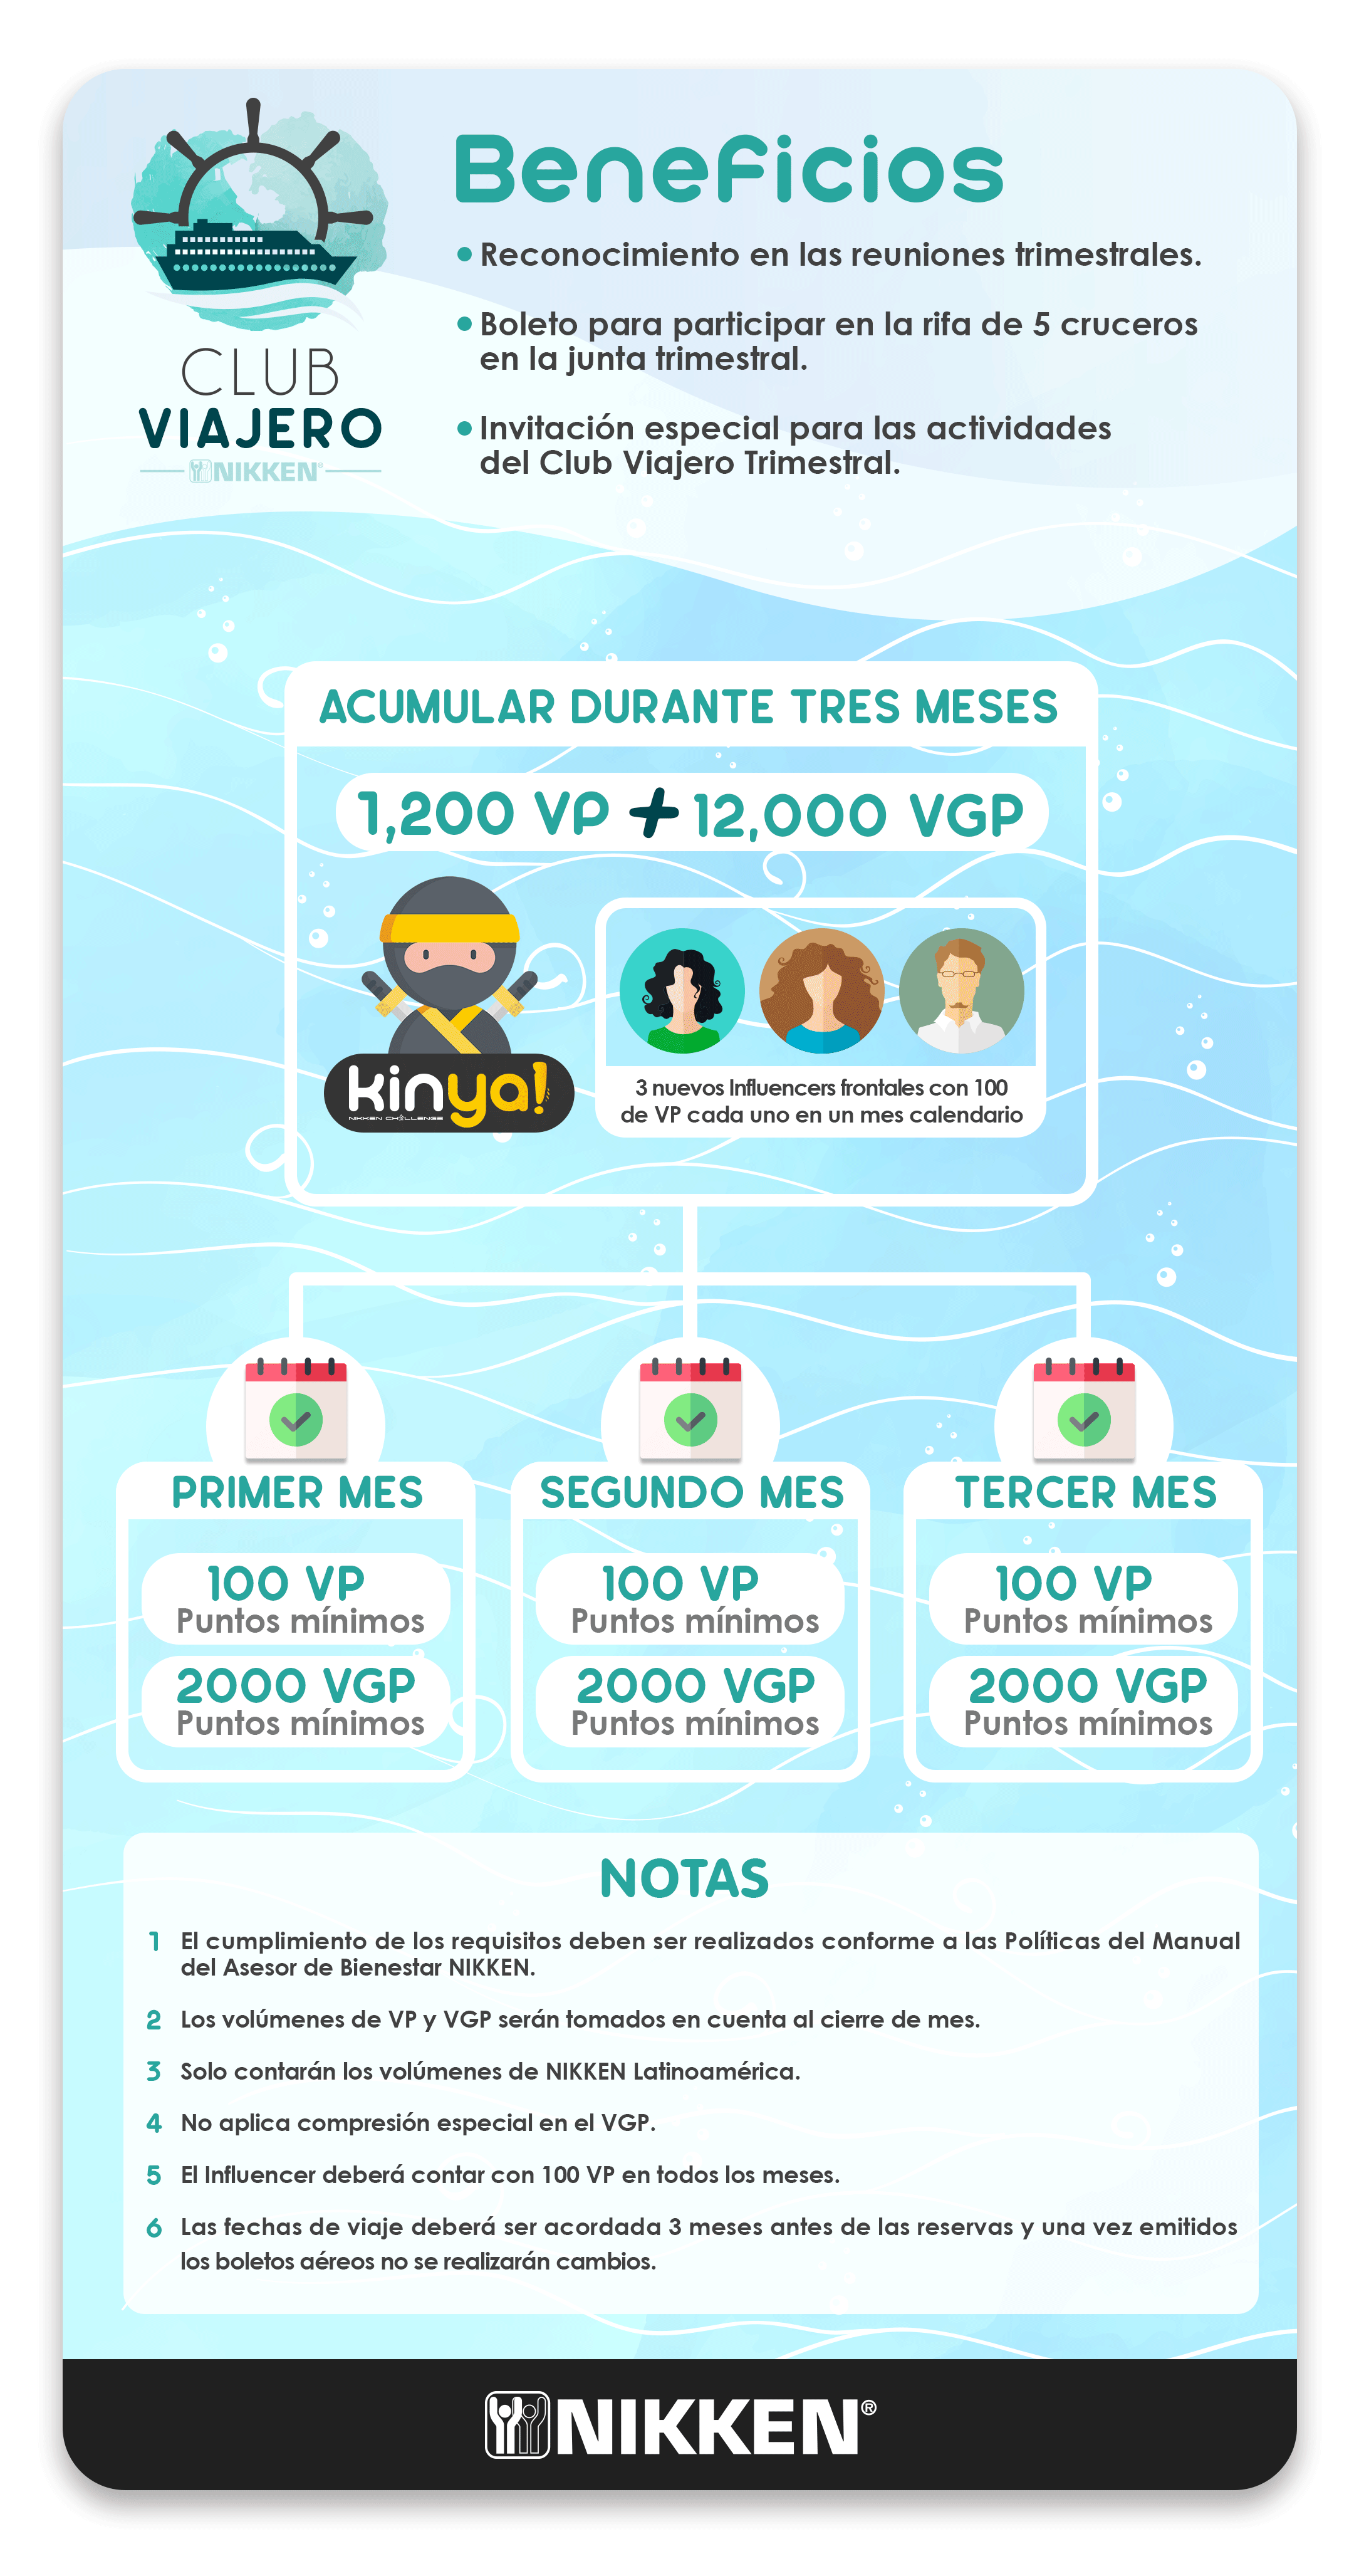 Beneficios
• Reconocimiento en las reuniones trimestrales.
• Boleto para participar en la rifa de 5 cruceros
en la junta trimestral.
• Invitación especial para las actividades
del Club Viajero Trimestral.
CLUB
VIAJERO
NIKKEN®
ACUMULAR DURANTE TRES MESES
1,200 VP + 12,000 VGP
kinya!
NIKKEN CHALLENGE
3 nuevos Influencers frontales con 100
de VP cada uno en un mes calendario
PRIMER MES
100 VP
Puntos mínimos
2000 VGP
Puntos mínimos
SEGUNDO MES
100 VP
Puntos mínimos
2000 VGP
Puntos mínimos
TERCER MES
100 VP
Puntos mínimos
2000 VGP
Puntos mínimos
NOTAS
1 El cumplimiento de los requisitos deben ser realizados conforme a las Políticas del Manual
del Asesor de Bienestar NIKKEN.
2 Los volúmenes de VP y VGP serán tomados en cuenta al cierre de mes.
3 Solo contarán los volúmenes de NIKKEN Latinoamérica.
4 No aplica compresión especial en el VGP.
5 El Influencer deberá contar con 100 VP en todos los meses.
6 Las fechas de viaje deberá ser acordada 3 meses antes de las reservas y una vez emitidos
los boletos aéreos no se realizarán cambios.
NIKKEN®